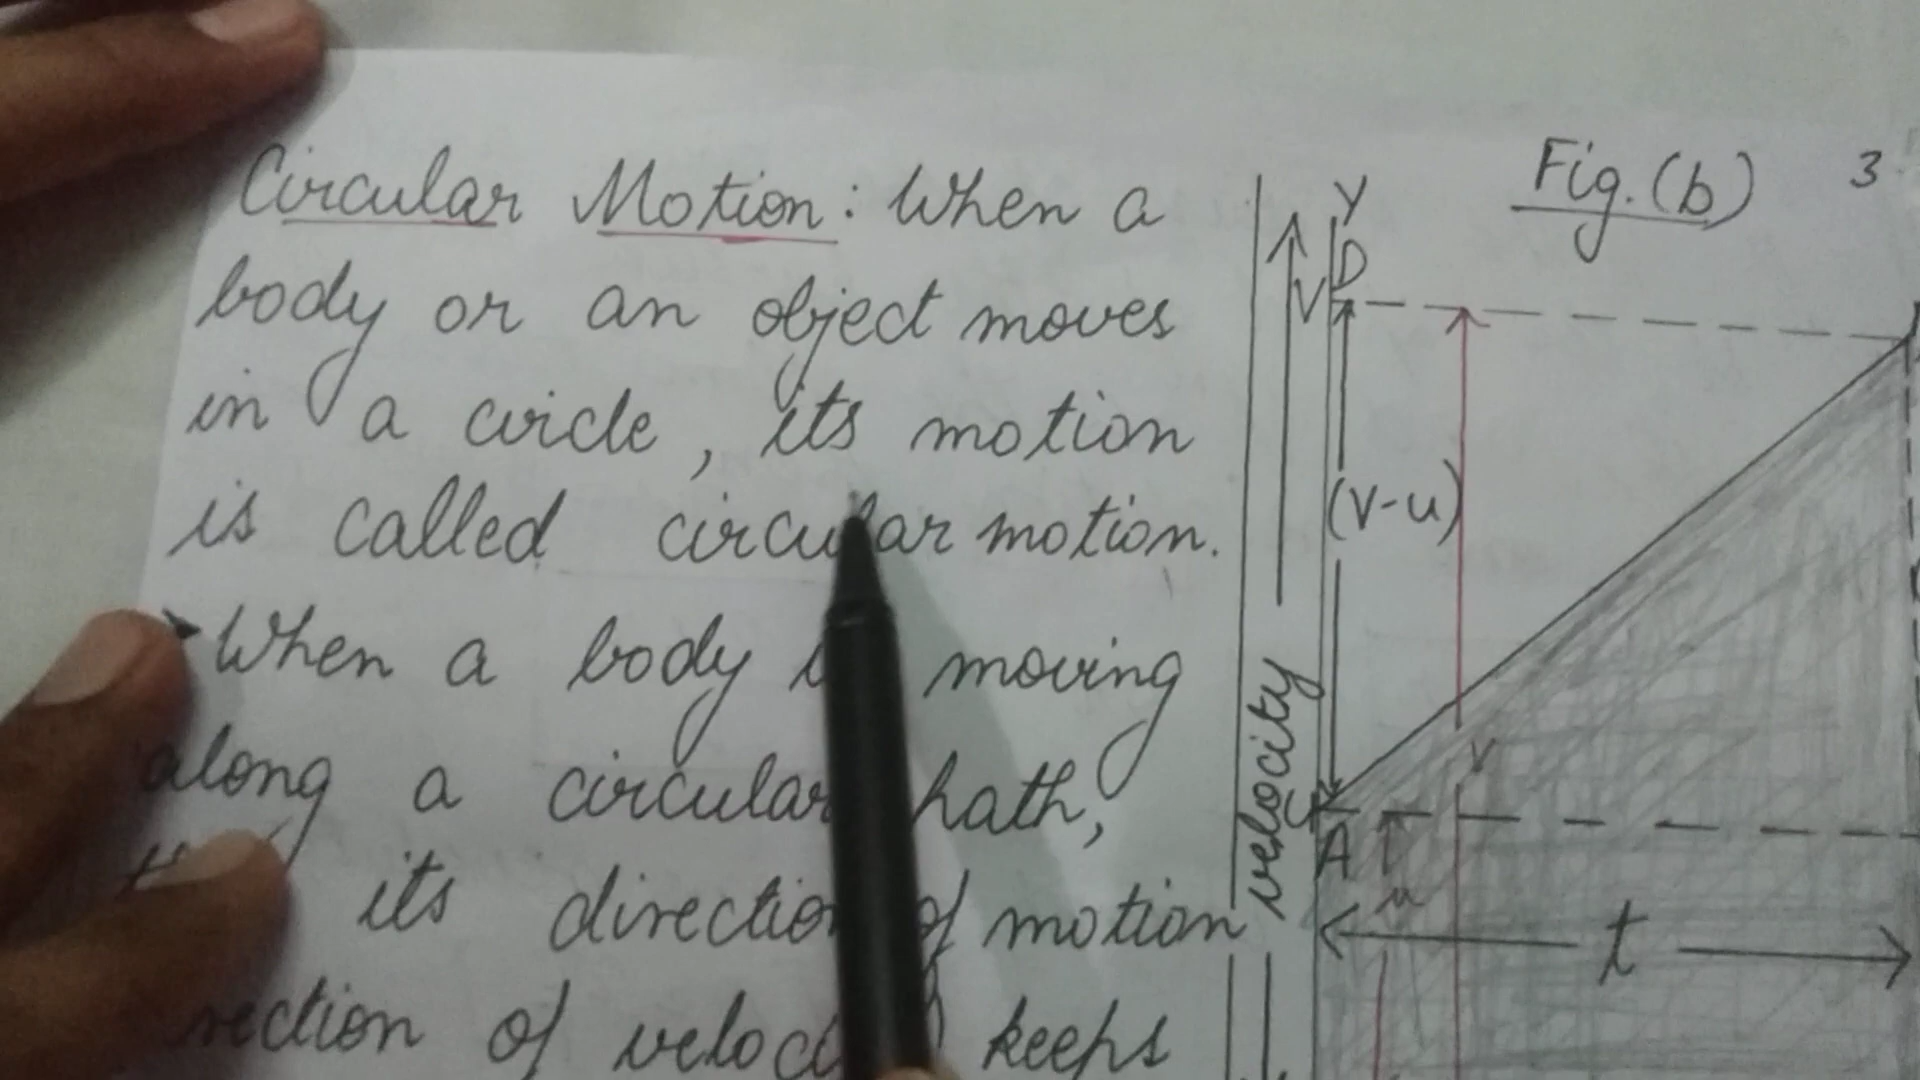 Circular Motion: When a
body or an object moves
in a circle, its motion
is called circular motion.
When a body moving
along a circular path,
its direction of motion
of keeps
Fig. (b) 3
Y
D
V
(v-u)
velocity
v
A
u
t